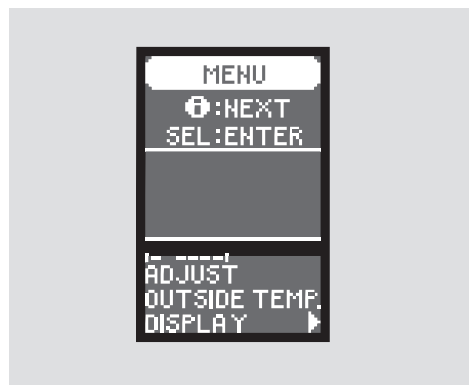 MENU
i:NEXT
SEL:ENTER
ADJUST
OUTSIDE TEMP.
DISPLAY